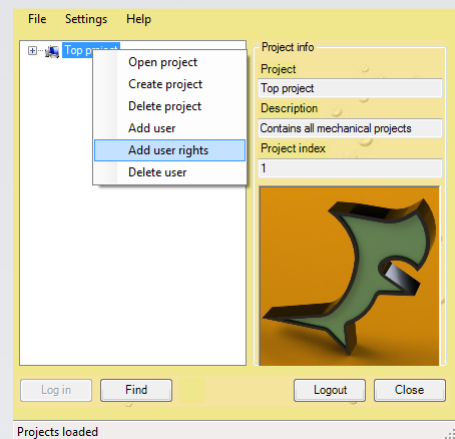 File Settings Help
Top project
Open project
Create project
Delete project
Add user
Add user rights
Delete user
Project info
Project
Top project
Description
Contains all mechanical projects
Project index
1
Log in Find Logout Close
Projects loaded